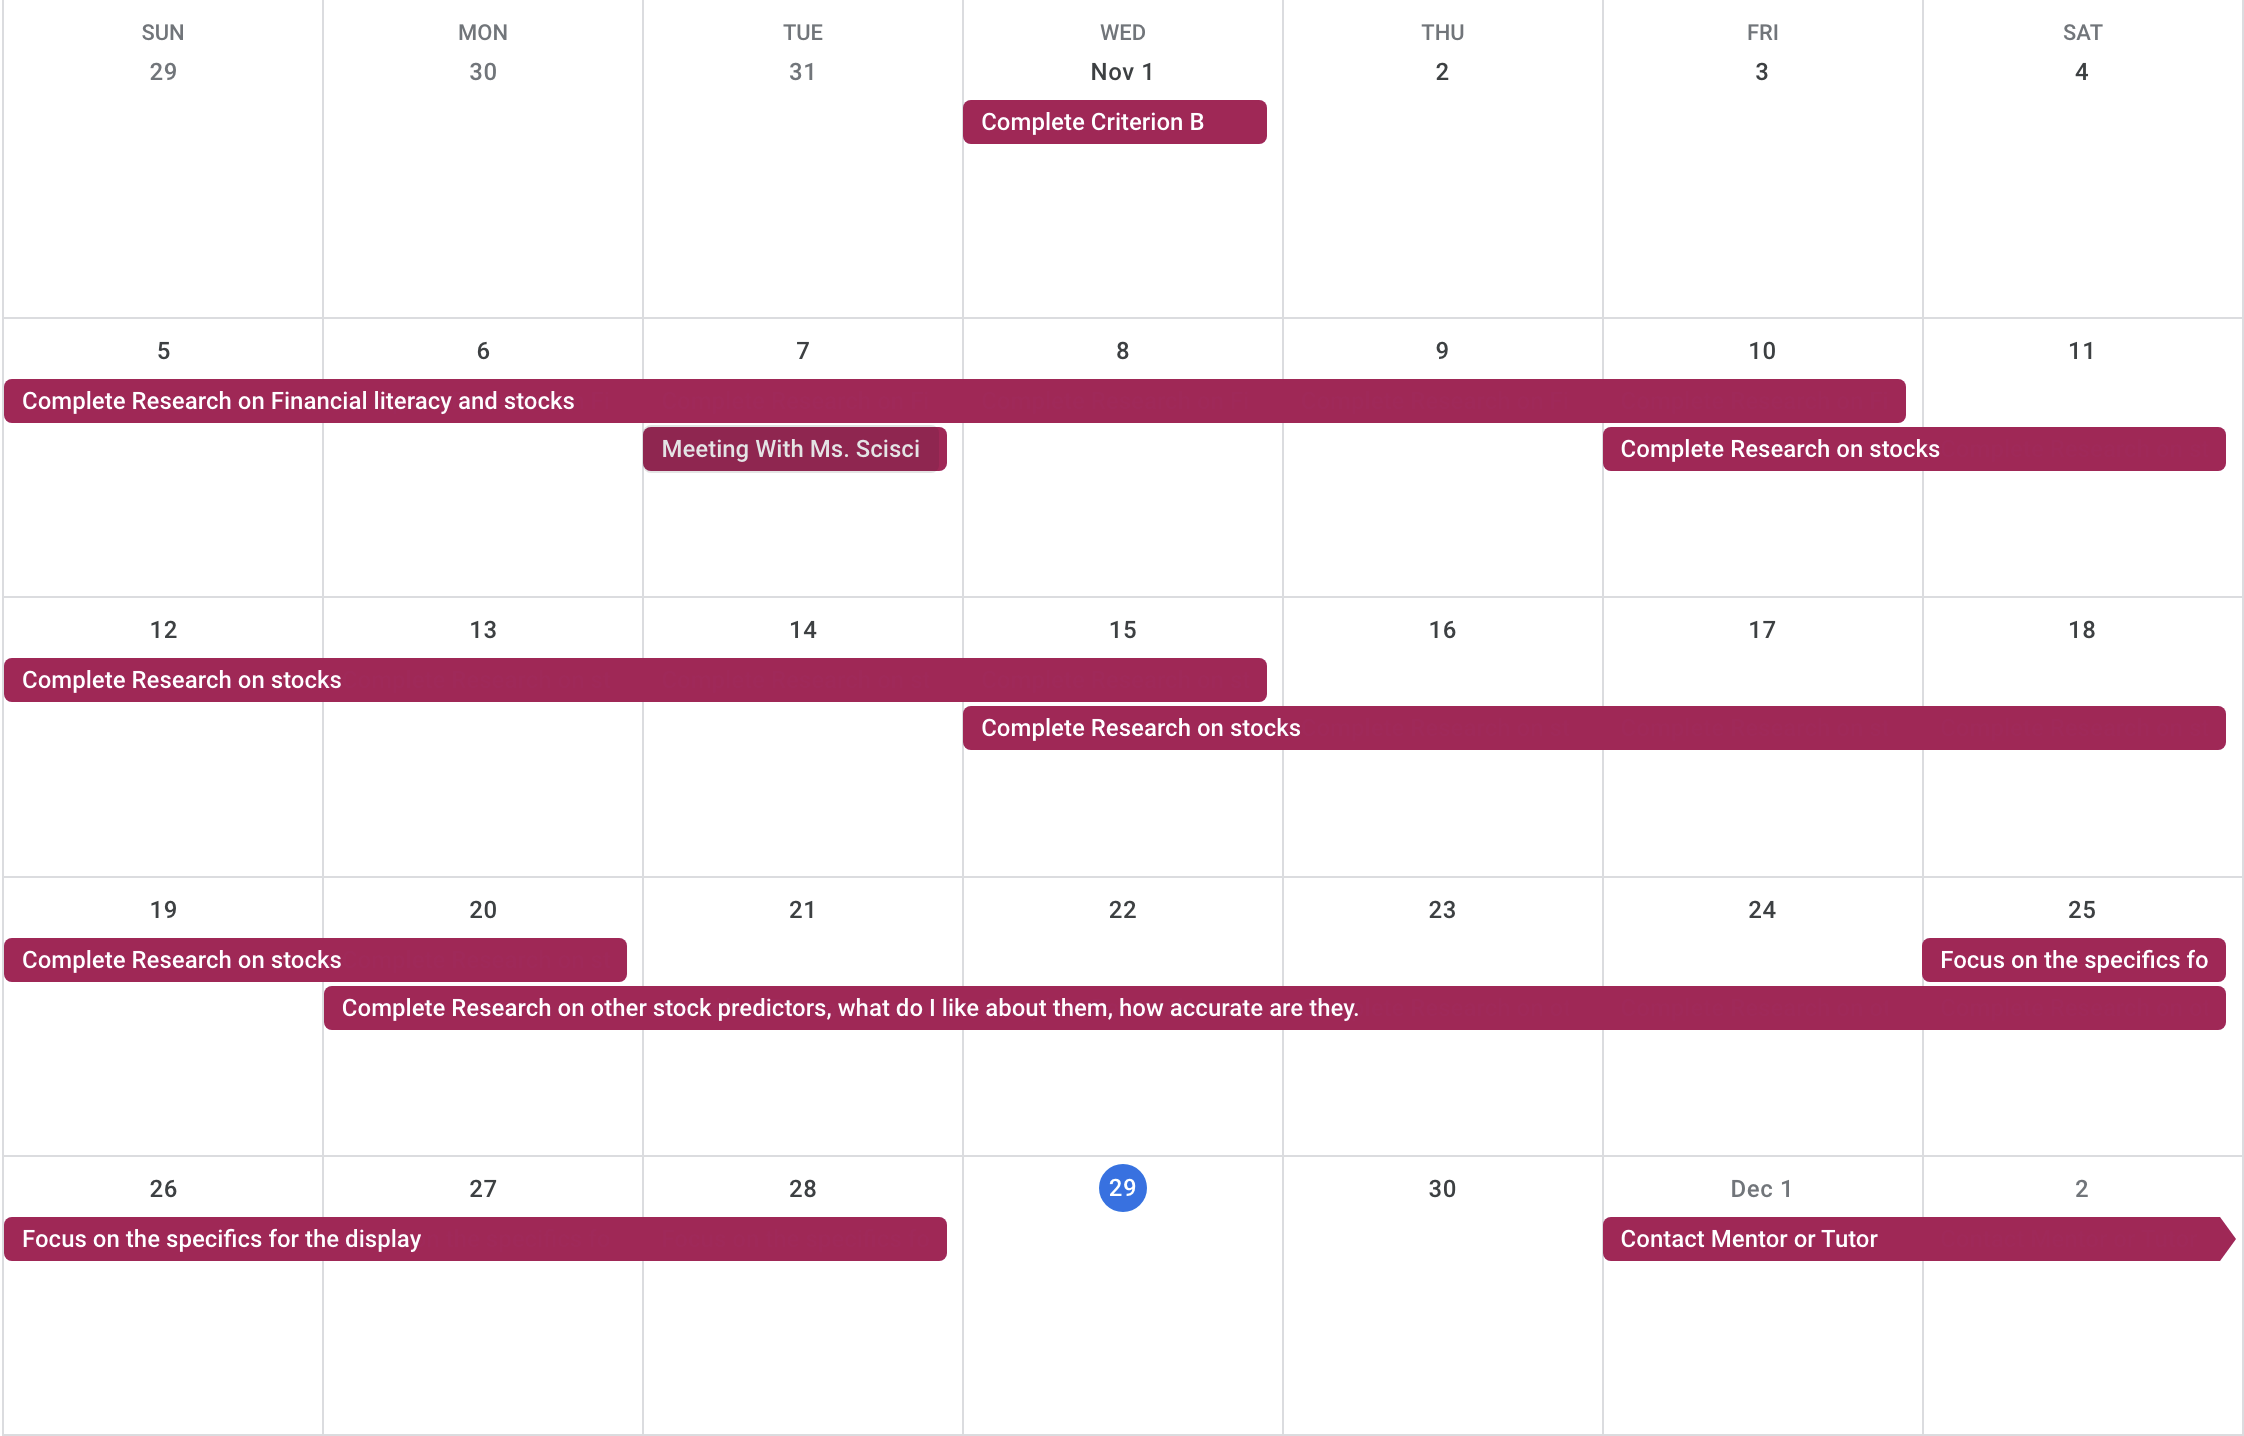 SUN MON TUE WED THU FRI SAT
29 30 31 Nov 1 2 3 4
Complete Criterion B
5 6 7 8 9 10 11
Complete Research on Financial literacy and stocks
Meeting With Ms. Scisci Complete Research on stocks
12 13 14 15 16 17 18
Complete Research on stocks
Complete Research on stocks
19 20 21 22 23 24 25
Complete Research on stocks Focus on the specifics fo
Complete Research on other stock predictors, what do I like about them, how accurate are they.
26 27 28 29 30 Dec 1 2
Focus on the specifics for the display Contact Mentor or Tutor